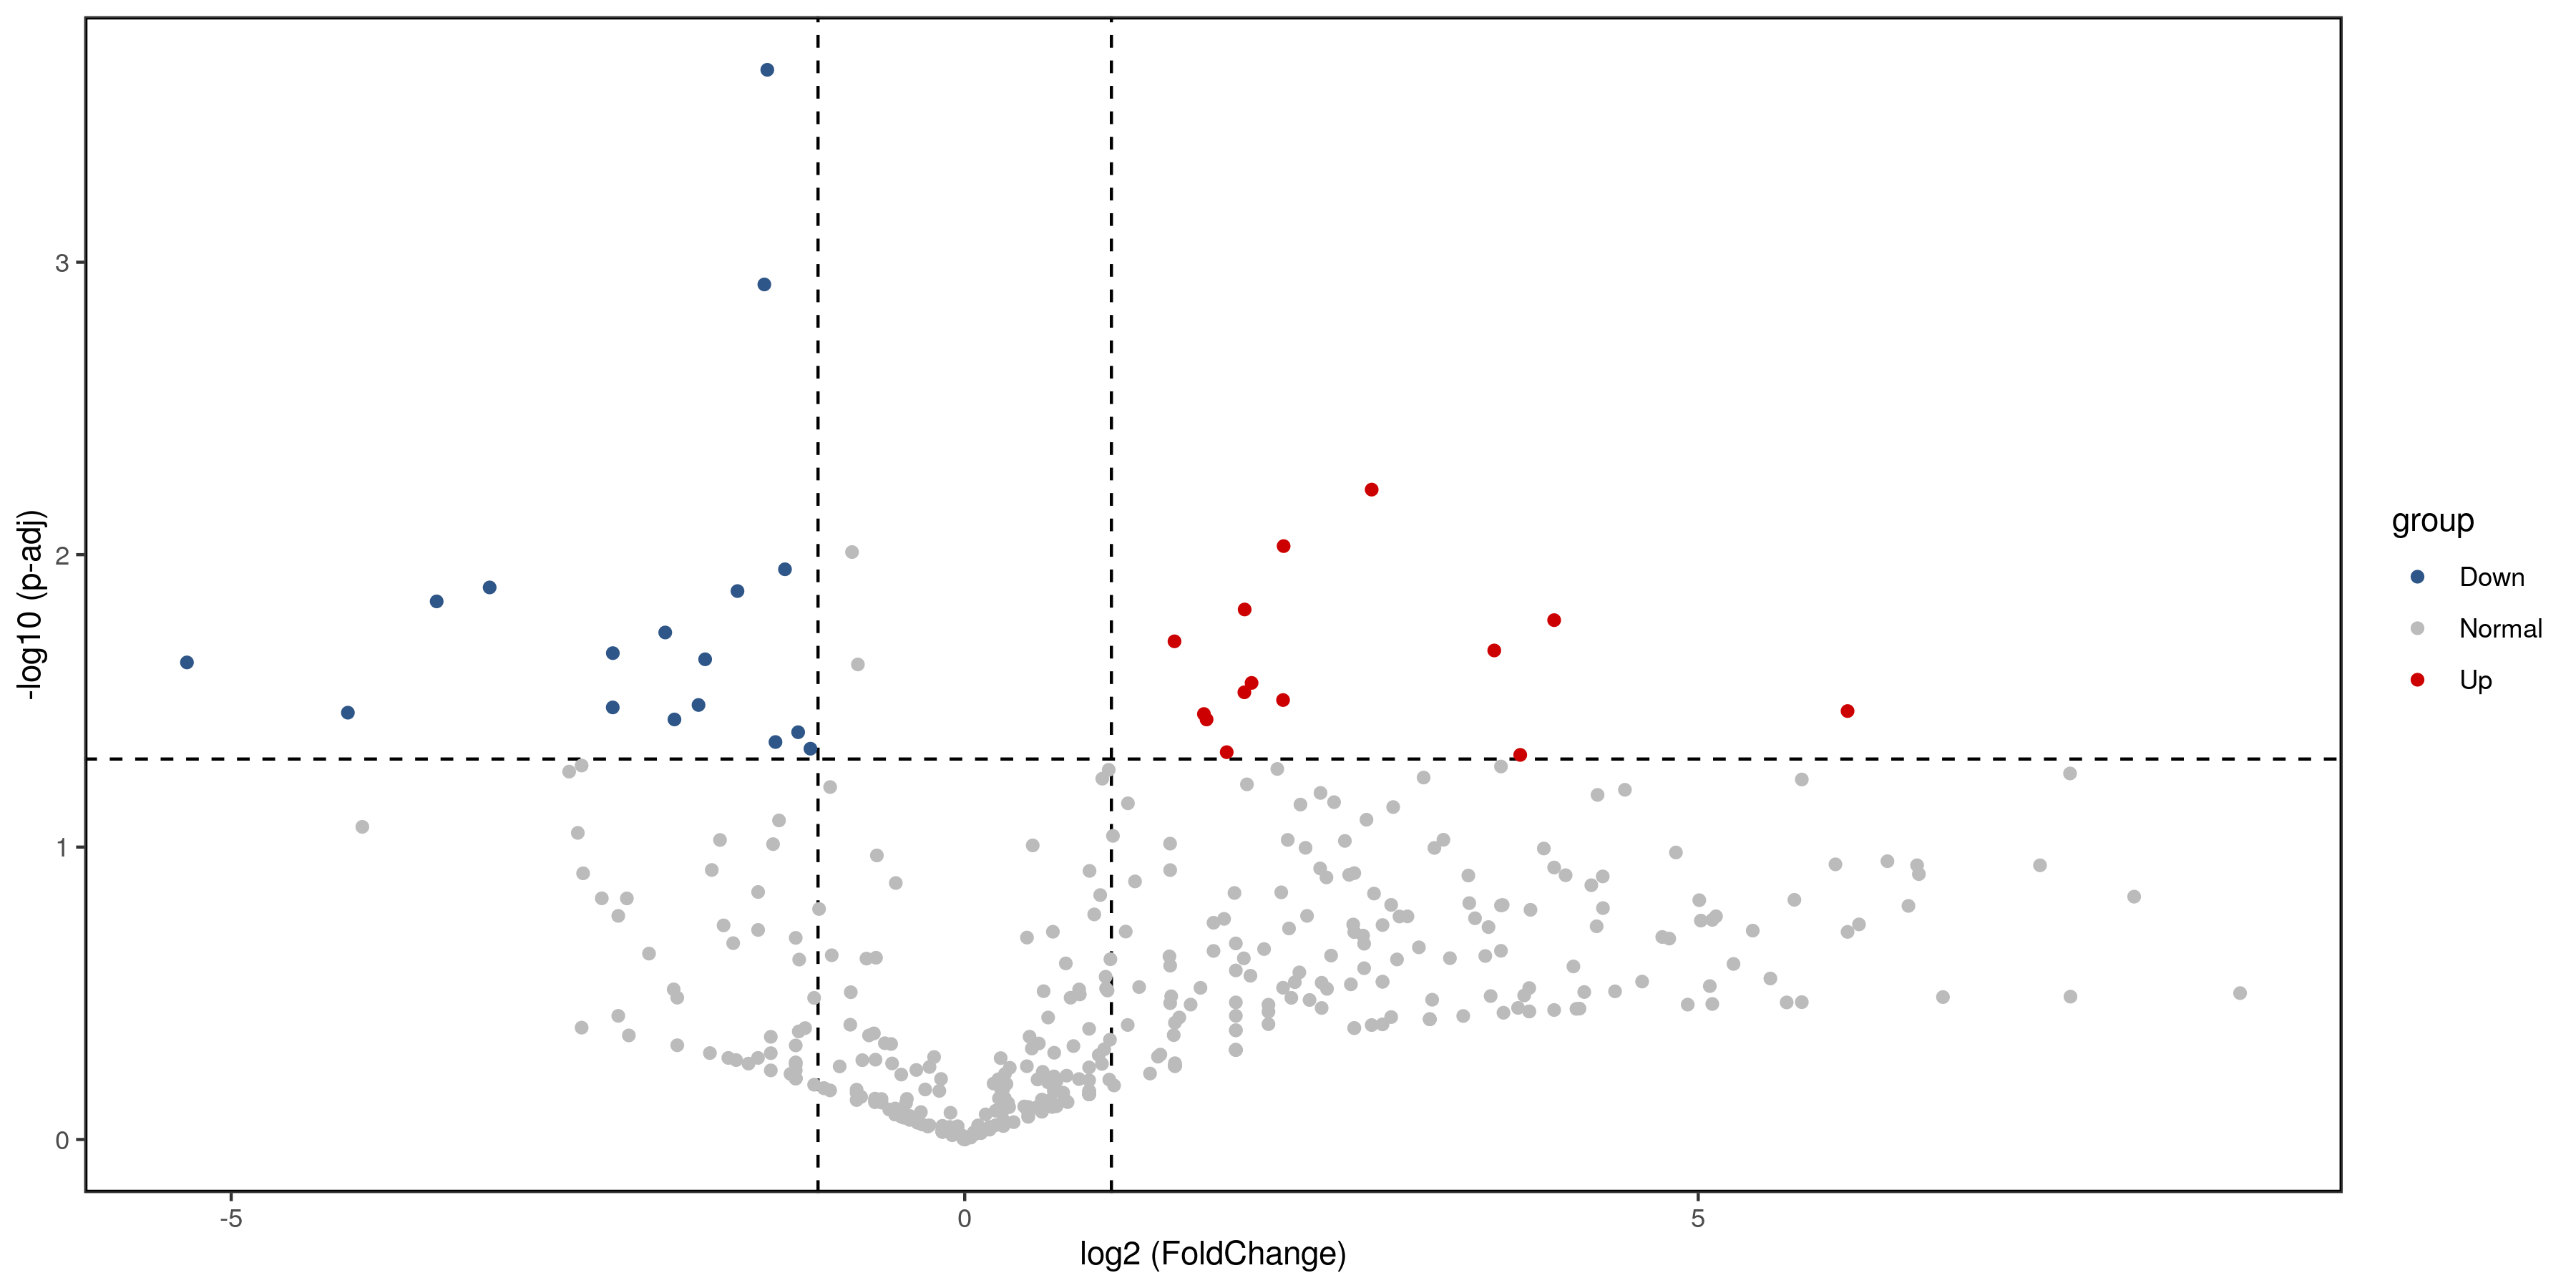 3
2
1
0
-log10 (p-adj)
-5
0
5
log2 (FoldChange)
group
Down
Normal
Up